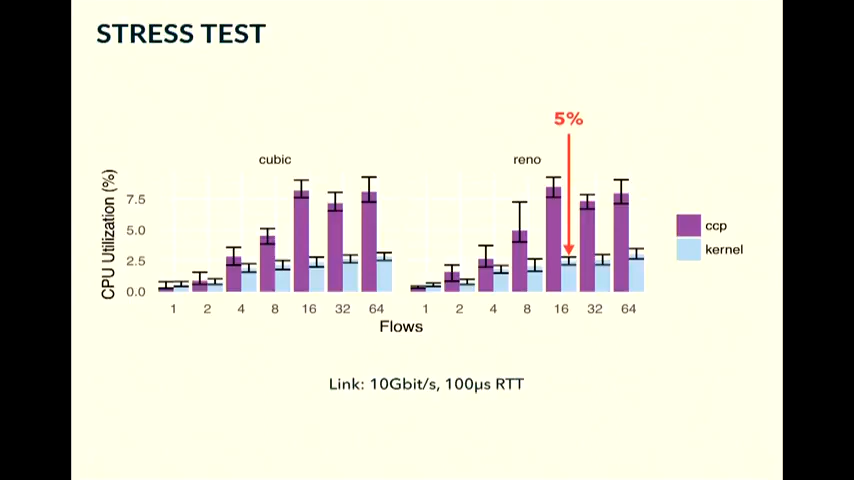 STRESS TEST
5%
cubic
reno
CPU Utilization (%)
7.5
5.0
2.5
0.0
1 2 4 8 16 32 64
1 2 4 8 16 32 64
Flows
ccp
kernel
Link: 10Gbit/s, 100μs RTT